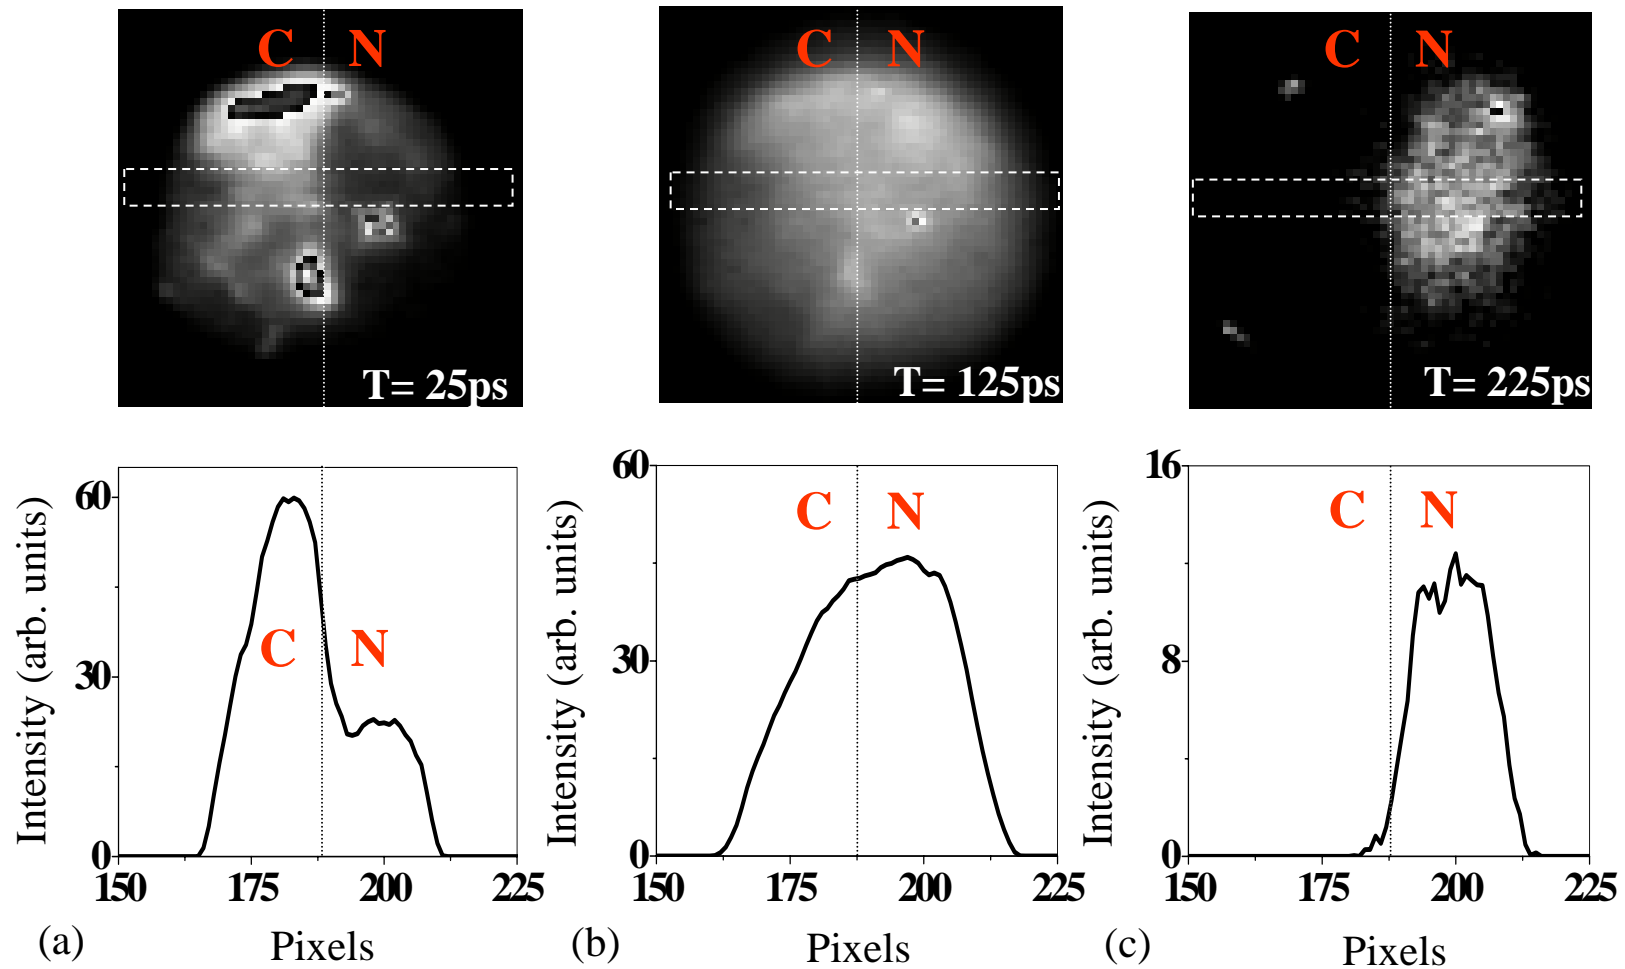 C N
T= 25ps
C N
T= 125ps
C N
T= 225ps
Intensity (arb. units)
60
30
0
C N
150 175 200 225
(a) Pixels
Intensity (arb. units)
60
30
0
C N
150 175 200 225
(b) Pixels
Intensity (arb. units)
16
8
0
C N
150 175 200 225
(c) Pixels